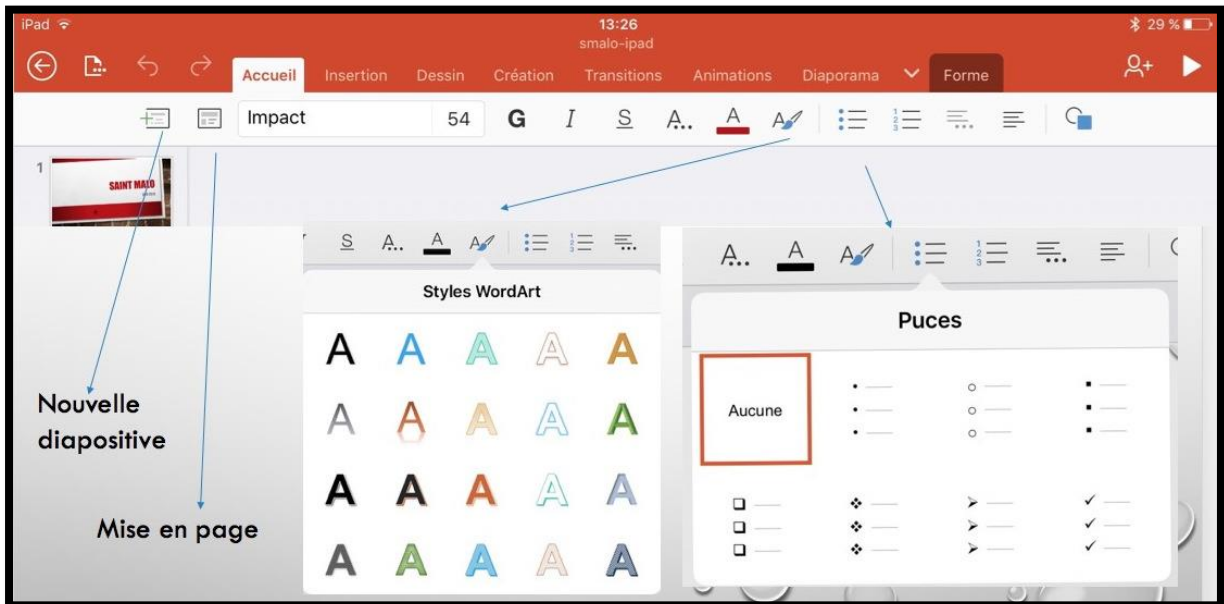 iPad 13:26 29 %
smalo-ipad
Accueil Insertion Dessin Création Transitions Animations Diaporama Forme
Impact 54 G I S A... A A
1
SAINT MALO
S A... A A
A... A A
Styles WordArt
Puces
A A A A A
Aucune
A A A A A
A A A A A
A A A A A
Nouvelle
diapositive
Mise en page